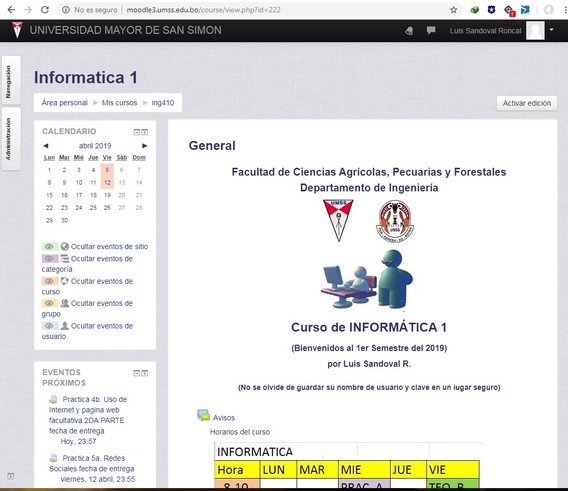 No es seguro | moodle3.umss.edu.bo/course/view.php?id=222
UNIVERSIDAD MAYOR DE SAN SIMON
Luis Sandoval Roncal
Navegación
Administración
Informatica 1
Área personal ► Mis cursos ► ing410
Activar edición
CALENDARIO
◄ abril 2019 ►
Lun Mar Mié Jue Vie Sáb Dom
1 2 3 4 5 6 7
8 9 10 11 12 13 14
15 16 17 18 19 20 21
22 23 24 25 26 27 28
29 30
Ocultar eventos de sitio
Ocultar eventos de
categoría
Ocultar eventos de
curso
Ocultar eventos de
grupo
Ocultar eventos de
usuario
EVENTOS
PRÓXIMOS
Practica 4b. Uso de
Internet y pagina web
facultativa 2DA PARTE
fecha de entrega
Hoy, 23:57
Practica 5a. Redes
Sociales fecha de entrega
viernes, 12 abril, 23:55
General
Facultad de Ciencias Agrícolas, Pecuarias y Forestales
Departamento de Ingeniería
UMSS
Curso de INFORMÁTICA 1
(Bienvenidos al 1er Semestre del 2019)
por Luis Sandoval R.
(No se olvide de guardar su nombre de usuario y clave en un lugar seguro)
Avisos
Horarios del curso
INFORMATICA
Hora LUN MAR MIE JUE VIE
8-10 PRAC. A TEO. B